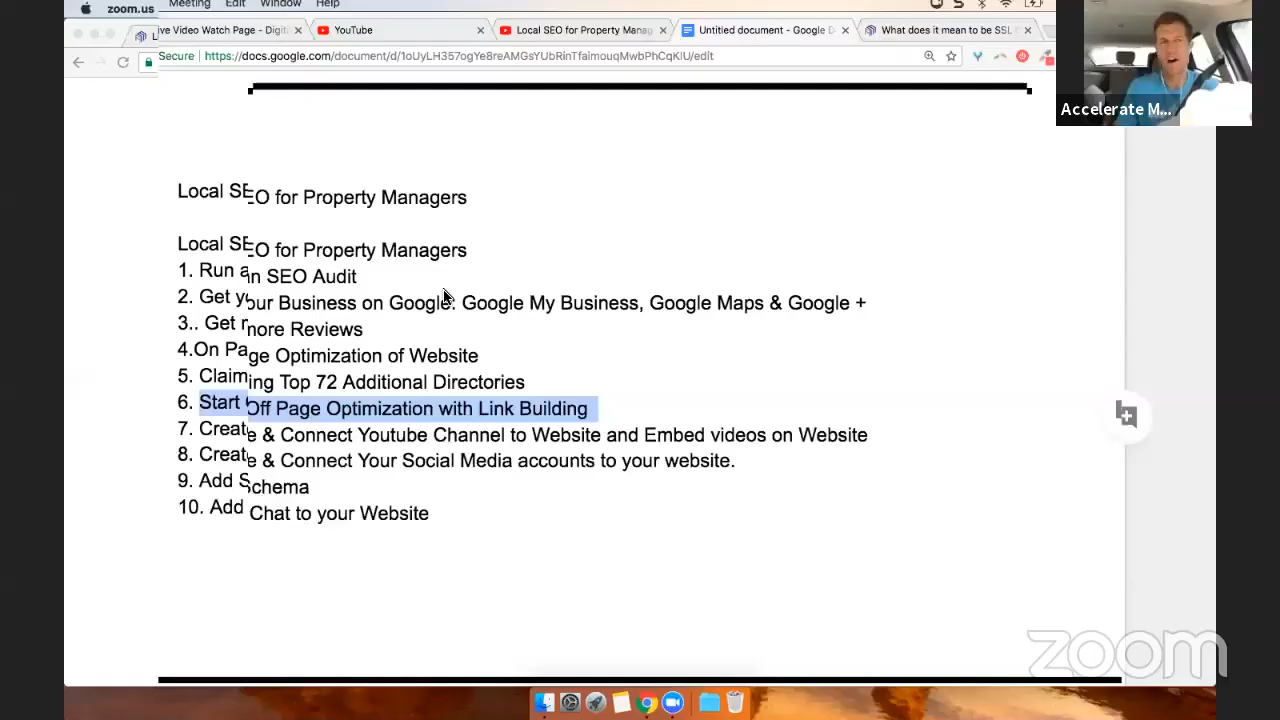 zoom.us Meeting Edit Window Help
Live Video Watch Page - Digit
YouTube
Local SEO for Property Manag
Untitled document - Google D
What does it mean to be SSL C
Secure https://docs.google.com/document/d/1oUyLH357ogYe8reAMGsYUbRinTfaimouqMwbPhCqKlU/edit
Accelerate M...
Local SEO for Property Managers
Local SEO for Property Managers
1. Run an SEO Audit
2. Get your Business on Google: Google My Business, Google Maps & Google +
3.. Get more Reviews
4.On Page Optimization of Website
5. Claiming Top 72 Additional Directories
6. Start Off Page Optimization with Link Building
7. Create & Connect Youtube Channel to Website and Embed videos on Website
8. Create & Connect Your Social Media accounts to your website.
9. Add Schema
10. Add Chat to your Website
zoom